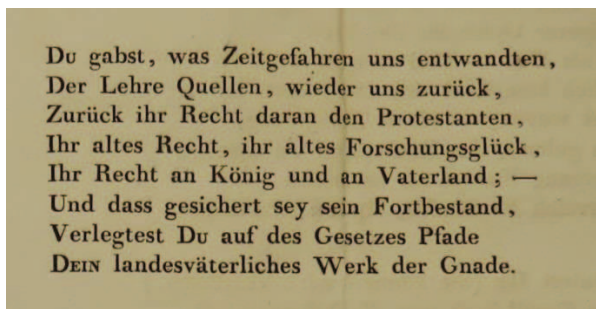 Du gabst, was Zeitgefahren uns entwandten,
Der Lehre Quellen, wieder uns zurück,
Zurück ihr Recht daran den Protestanten,
Ihr altes Recht, ihr altes Forschungsglück,
Ihr Recht an König und an Vaterland; —
Und dass gesichert sey sein Fortbestand,
Verlegtest Du auf des Gesetzes Pfade
Dein landesväterliches Werk der Gnade.